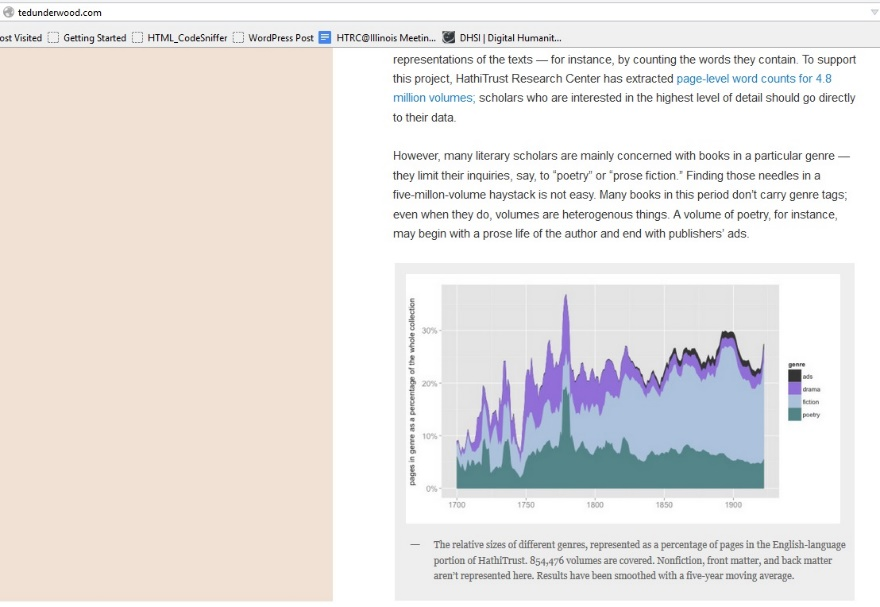 tedunderwood.com
ost Visited Getting Started HTML_CodeSniffer WordPress Post HTRC@Illinois Meetin... DHSI | Digital Humanit...
representations of the texts — for instance, by counting the words they contain. To support
this project, HathiTrust Research Center has extracted page-level word counts for 4.8
million volumes; scholars who are interested in the highest level of detail should go directly
to their data.
However, many literary scholars are mainly concerned with books in a particular genre —
they limit their inquiries, say, to “poetry” or “prose fiction.” Finding those needles in a
five-millon-volume haystack is not easy. Many books in this period don’t carry genre tags;
even when they do, volumes are heterogenous things. A volume of poetry, for instance,
may begin with a prose life of the author and end with publishers’ ads.
pages in genre as a percentage of the whole collection
30%
20%
10%
0%
1700 1750 1800 1850 1900
genre
ads
drama
fiction
poetry
— The relative sizes of different genres, represented as a percentage of pages in the English-language
portion of HathiTrust. 854,476 volumes are covered. Nonfiction, front matter, and back matter
aren’t represented here. Results have been smoothed with a five-year moving average.